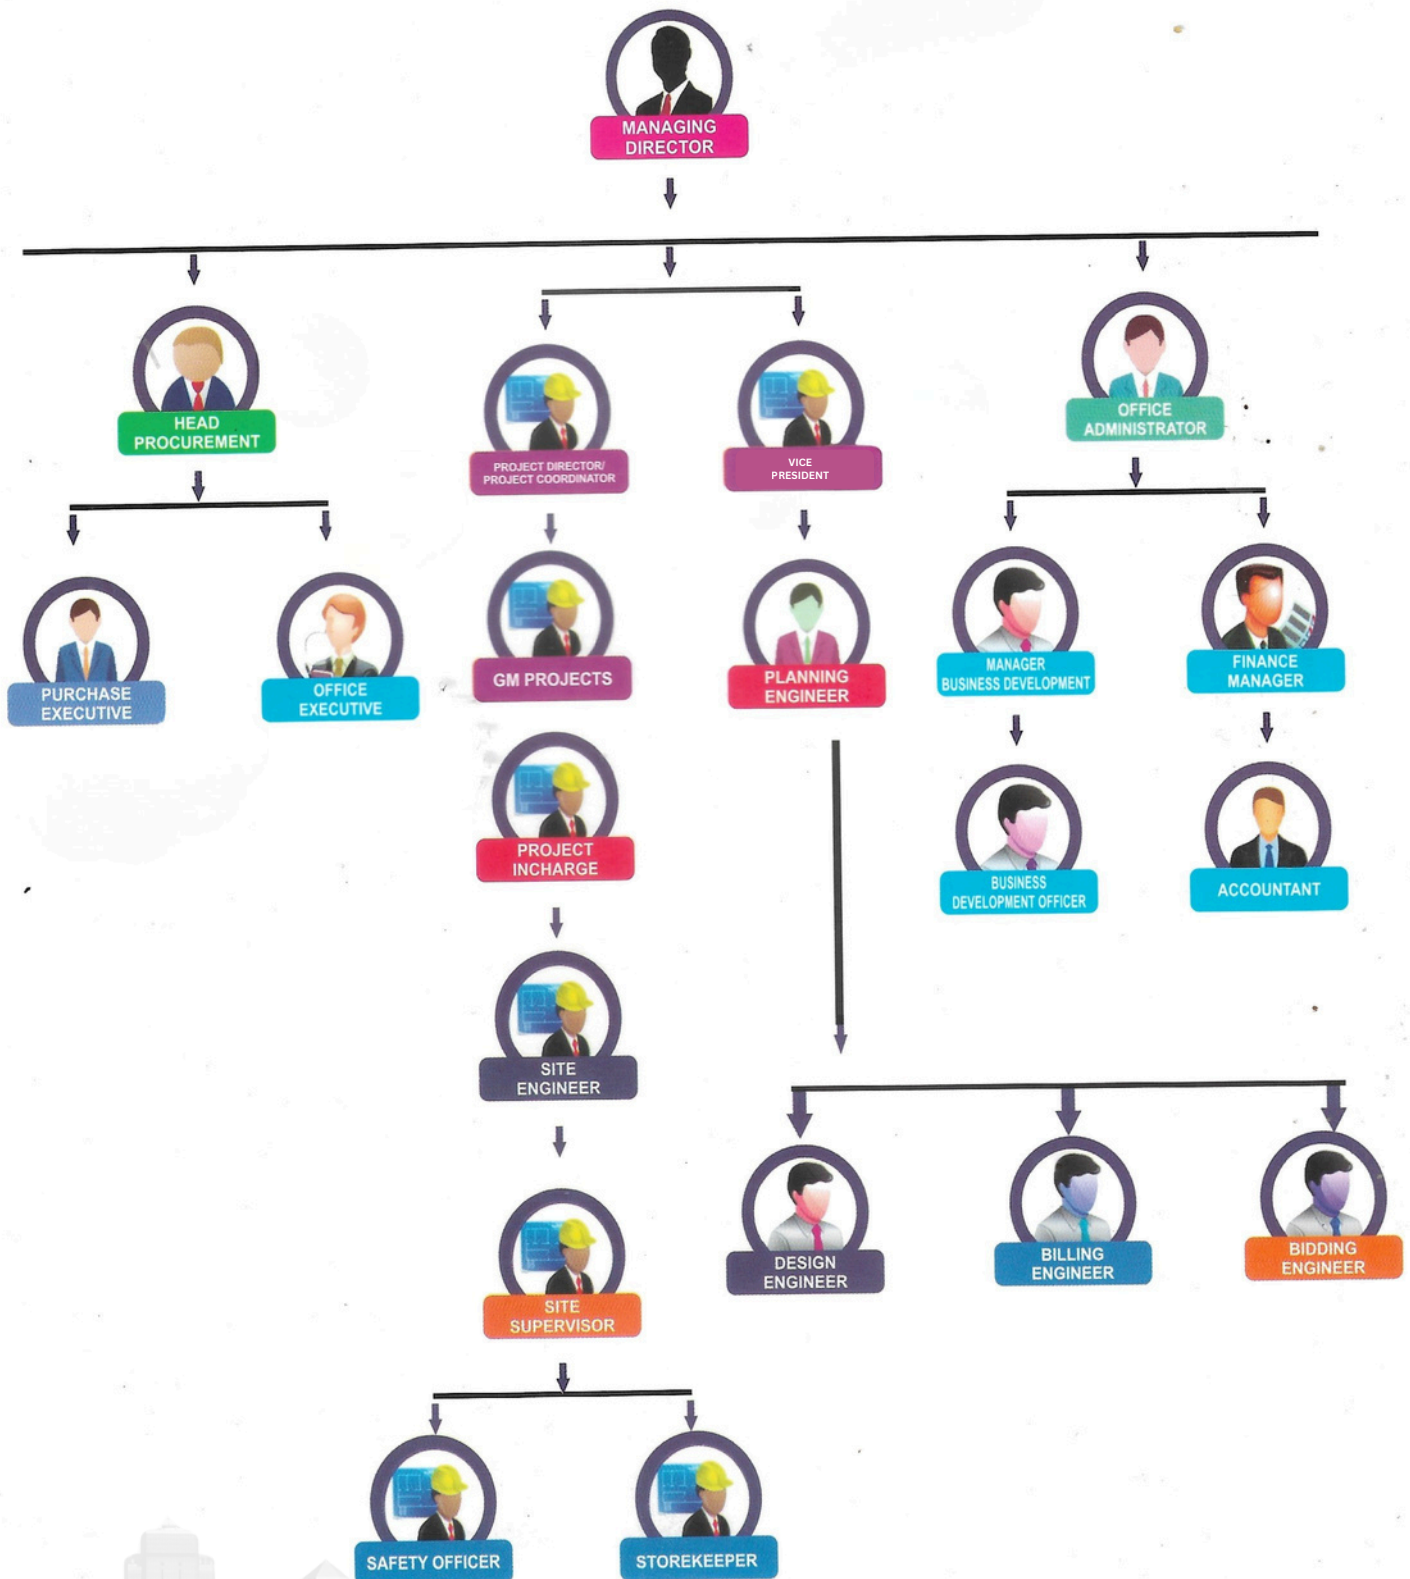 MANAGING
DIRECTOR
HEAD
PROCUREMENT
PROJECT DIRECTOR/
PROJECT COORDINATOR
VICE
PRESIDENT
OFFICE
ADMINISTRATOR
PURCHASE
EXECUTIVE
OFFICE
EXECUTIVE
GM PROJECTS
PLANNING
ENGINEER
MANAGER
BUSINESS DEVELOPMENT
FINANCE
MANAGER
PROJECT
INCHARGE
BUSINESS
DEVELOPMENT OFFICER
ACCOUNTANT
SITE
ENGINEER
DESIGN
ENGINEER
BILLING
ENGINEER
BIDDING
ENGINEER
SITE
SUPERVISOR
SAFETY OFFICER
STOREKEEPER